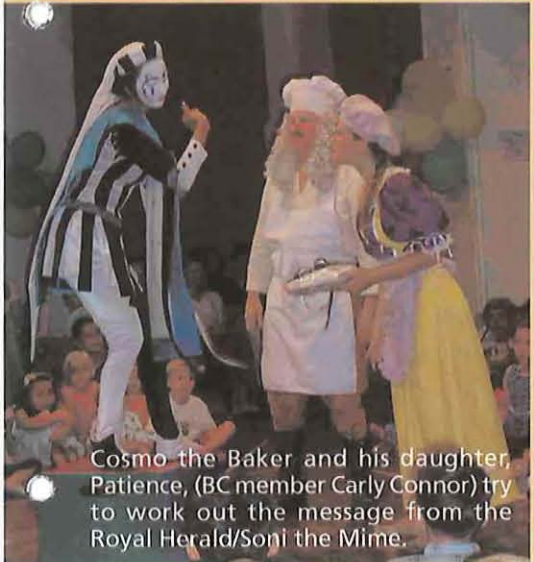 Cosmo the Baker and his daughter,
Patience, (BC member Carly Connor) try
to work out the message from the
Royal Herald/Soni the Mime.